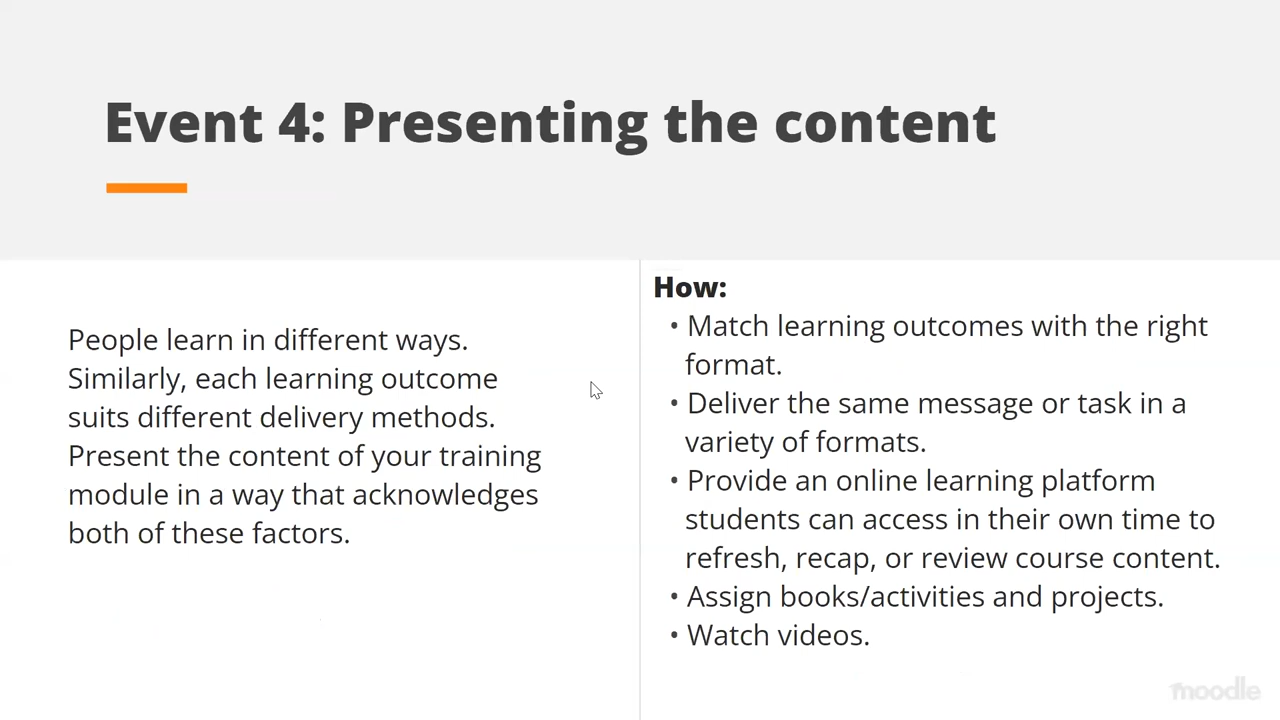 Event 4: Presenting the content
People learn in different ways.
Similarly, each learning outcome
suits different delivery methods.
Present the content of your training
module in a way that acknowledges
both of these factors.
How:
• Match learning outcomes with the right
format.
• Deliver the same message or task in a
variety of formats.
• Provide an online learning platform
students can access in their own time to
refresh, recap, or review course content.
• Assign books/activities and projects.
• Watch videos.
moodle